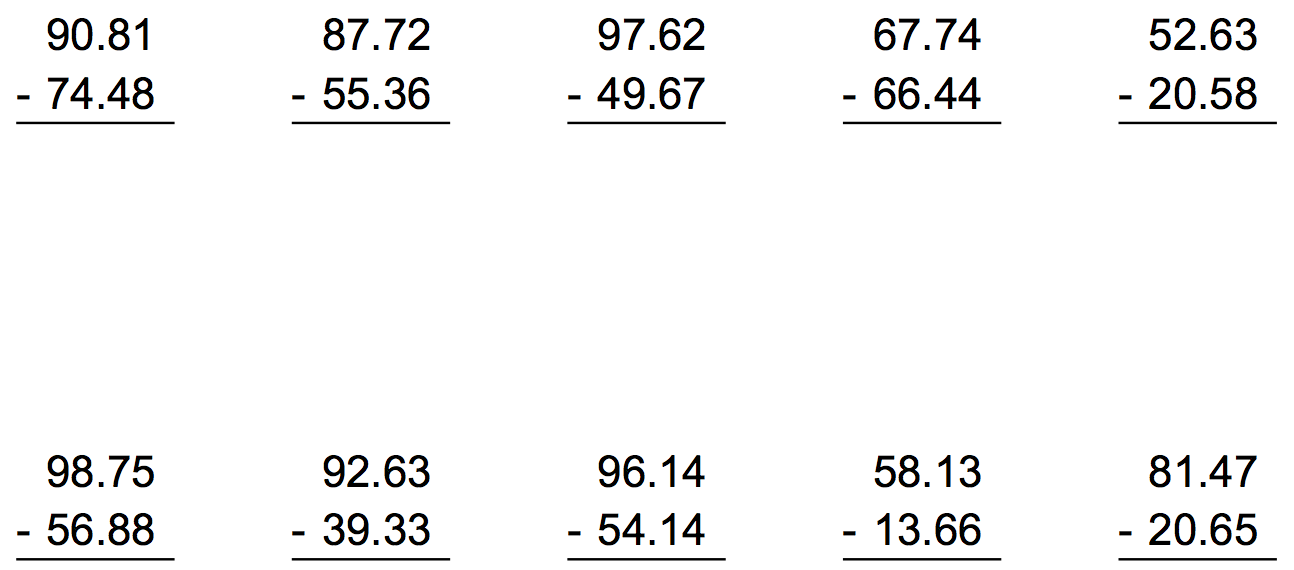 90.81 87.72 97.62 67.74 52.63
- 74.48 - 55.36 - 49.67 - 66.44 - 20.58
98.75 92.63 96.14 58.13 81.47
- 56.88 - 39.33 - 54.14 - 13.66 - 20.65